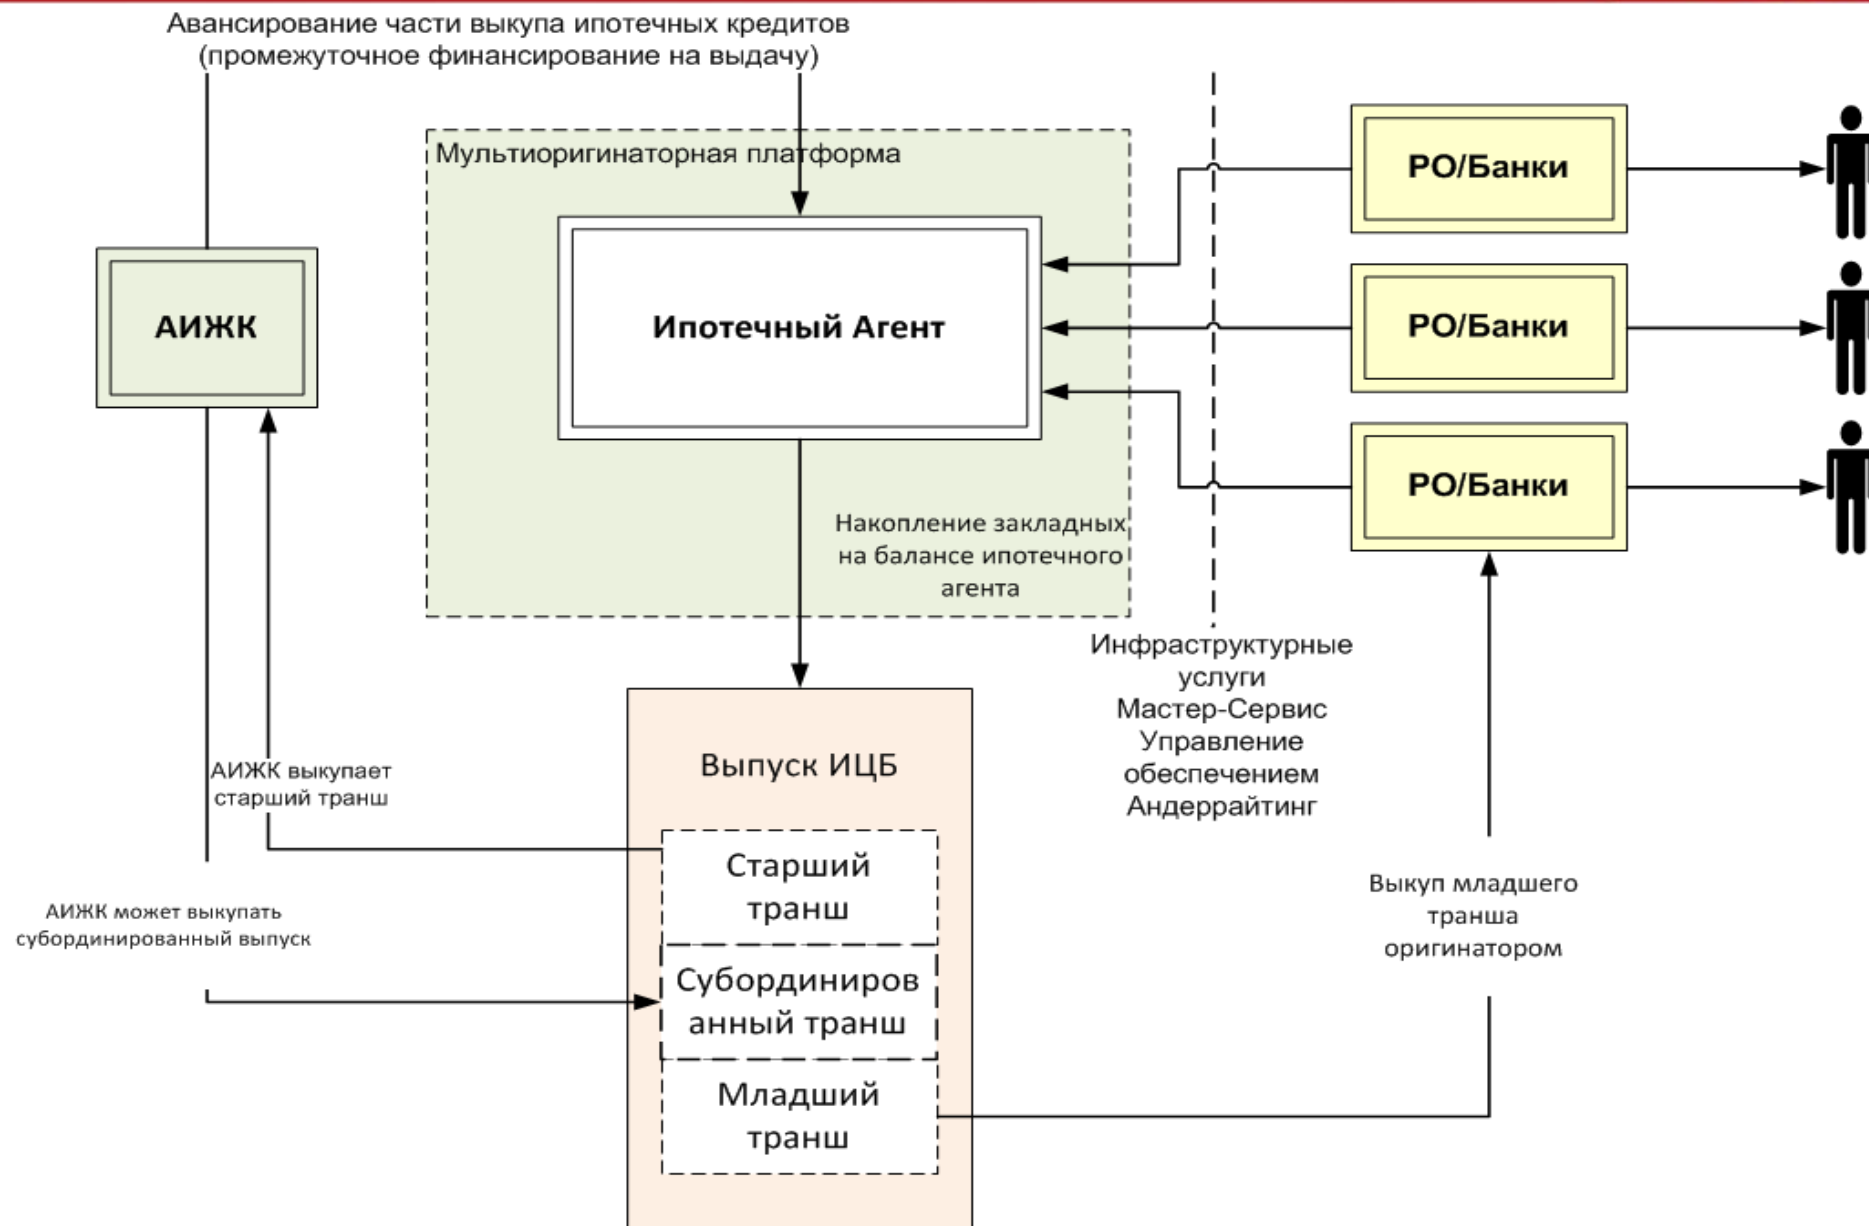 Авансирование части выкупа ипотечных кредитов
(промежуточное финансирование на выдачу)
Мультиоригинаторная платформа
РО/Банки
АИЖК
Ипотечный Агент
РО/Банки
РО/Банки
Накопление закладных
на балансе ипотечного
агента
Инфраструктурные
услуги
Мастер-Сервис
Управление
обеспечением
Андеррайтинг
Выпуск ИЦБ
АИЖК выкупает
старший транш
Старший
транш
АИЖК может выкупать
субординированный выпуск
Выкуп младшего
транша
оригинатором
Субординиров
анный транш
Младший
транш